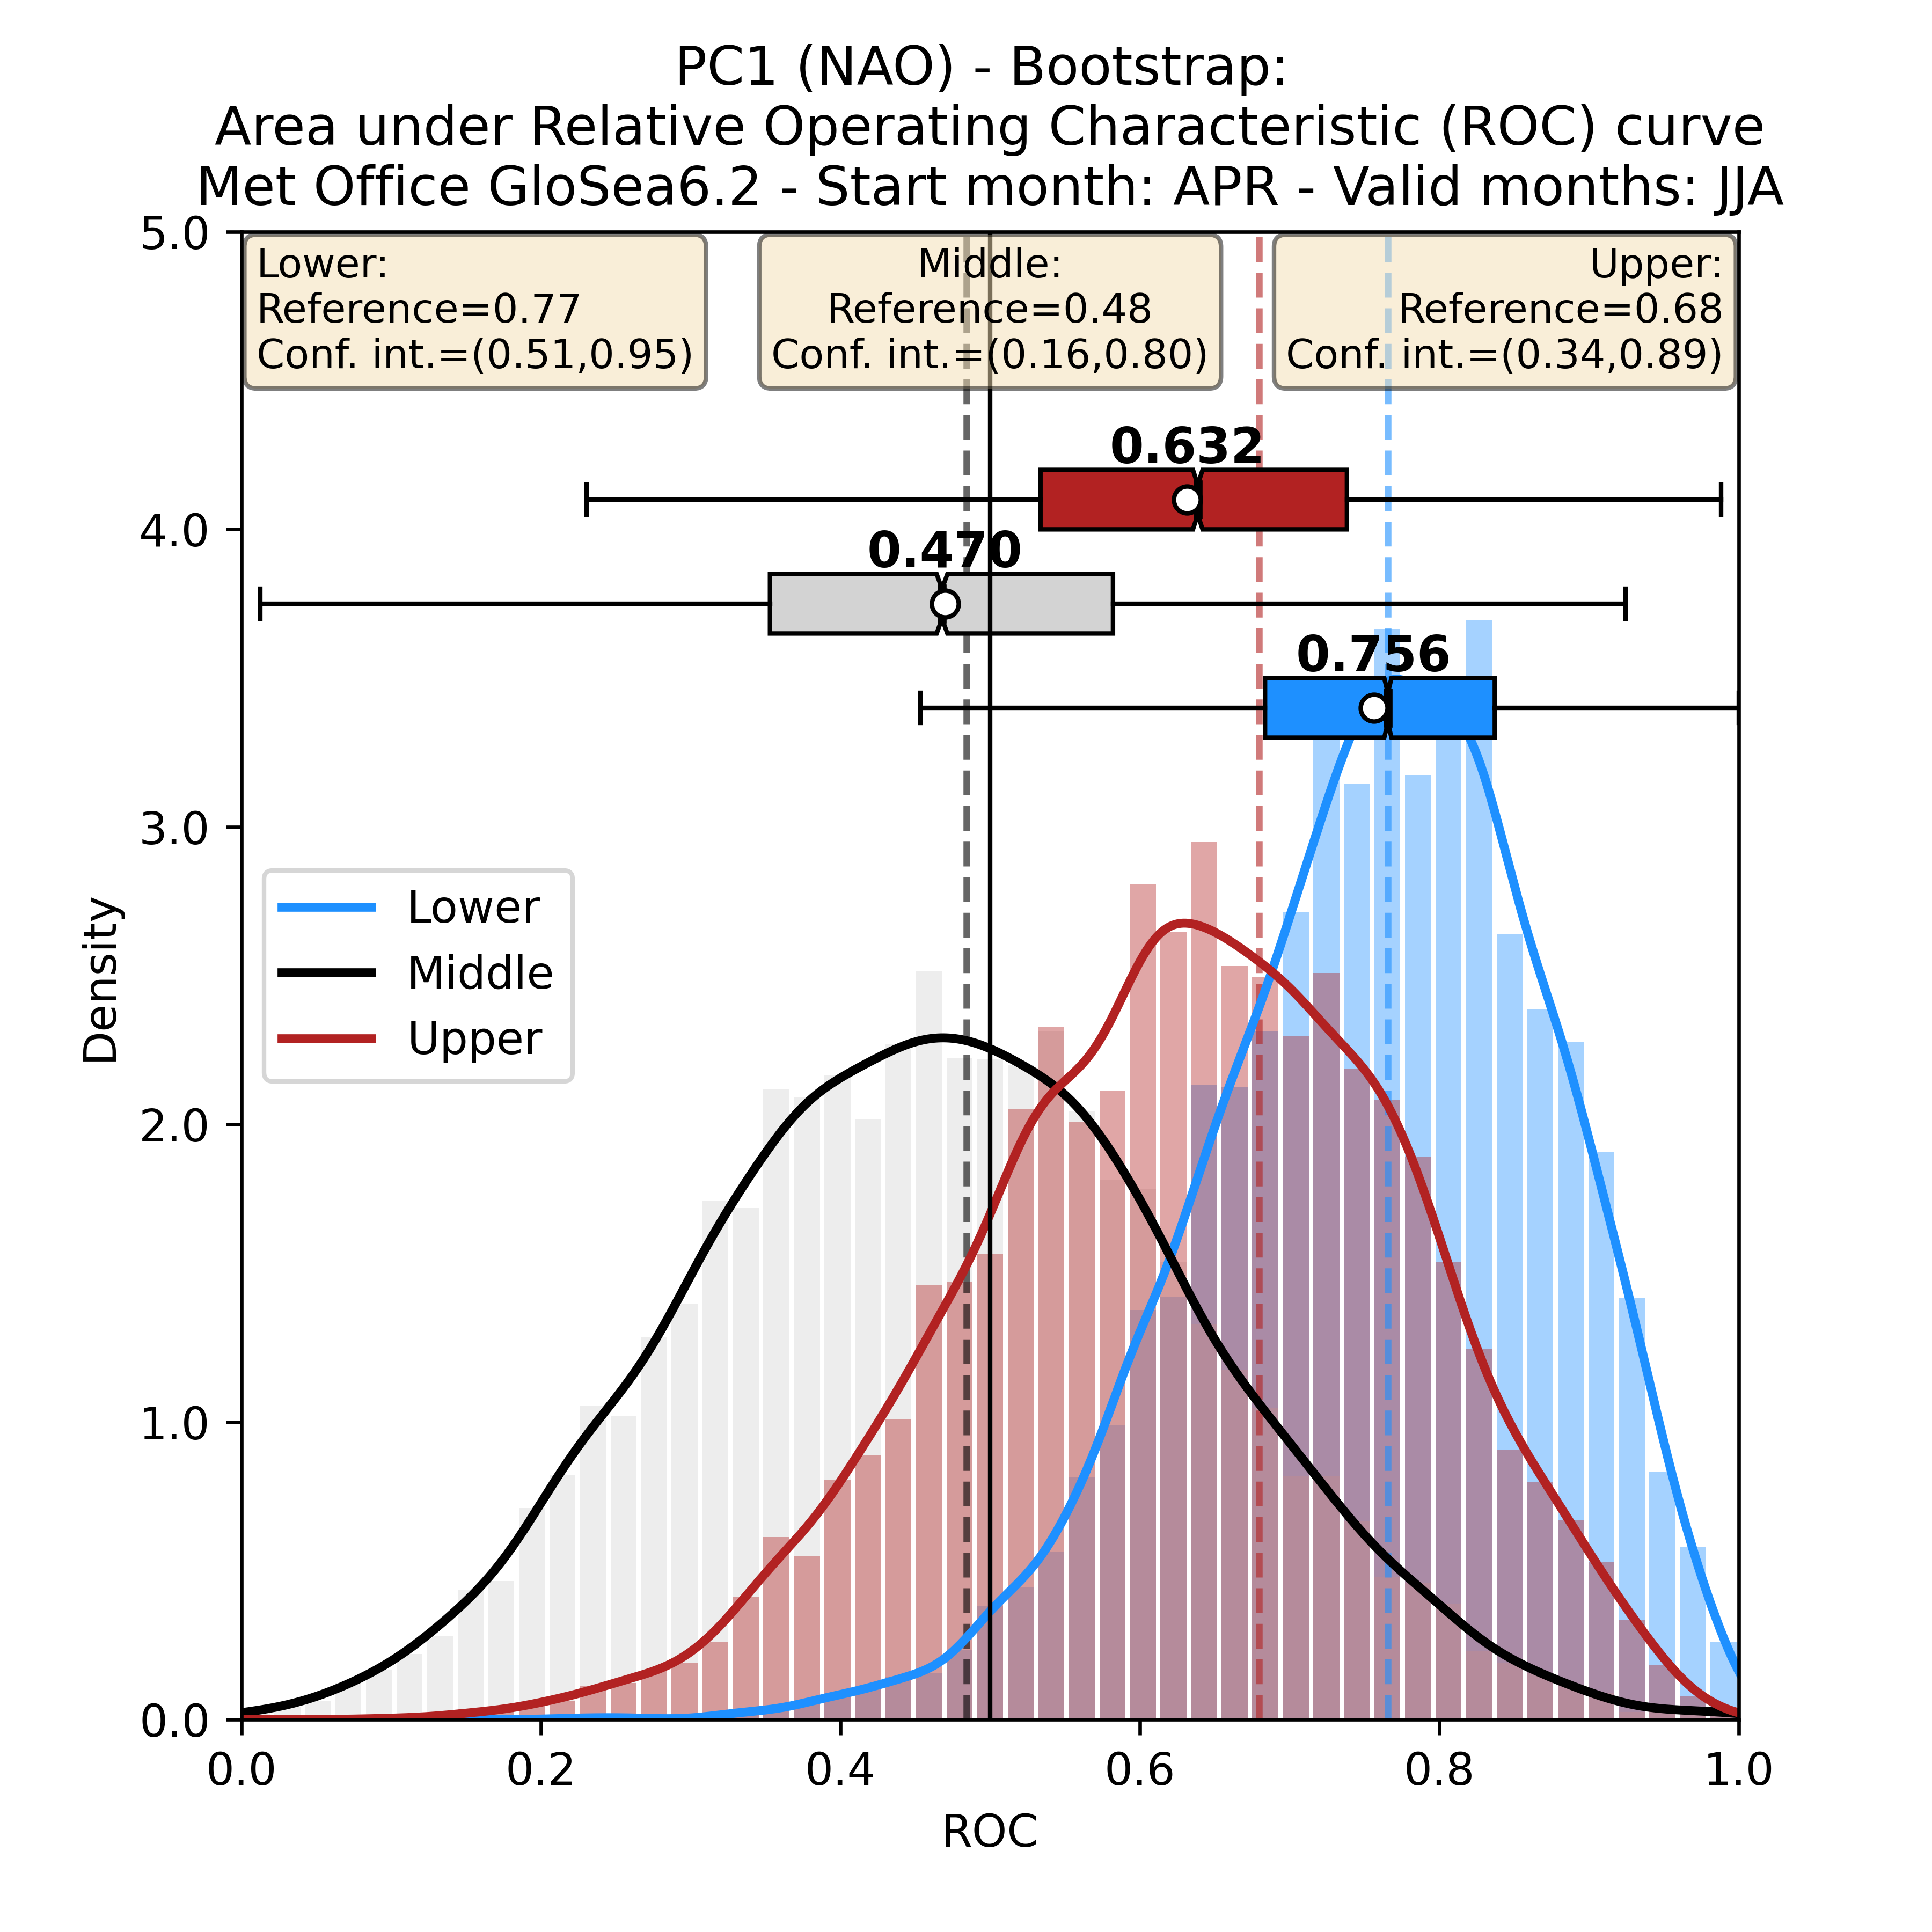 PC1 (NAO) - Bootstrap:
Area under Relative Operating Characteristic (ROC) curve
Met Office GloSea6.2 - Start month: APR - Valid months: JJA
Lower:
Reference=0.77
Conf. int.=(0.51,0.95)
Middle:
Reference=0.48
Conf. int.=(0.16,0.80)
Upper:
Reference=0.68
Conf. int.=(0.34,0.89)
0.632
0.470
0.756
Lower
Middle
Upper
Density
5.0
4.0
3.0
2.0
1.0
0.0
0.0 0.2 0.4 0.6 0.8 1.0
ROC